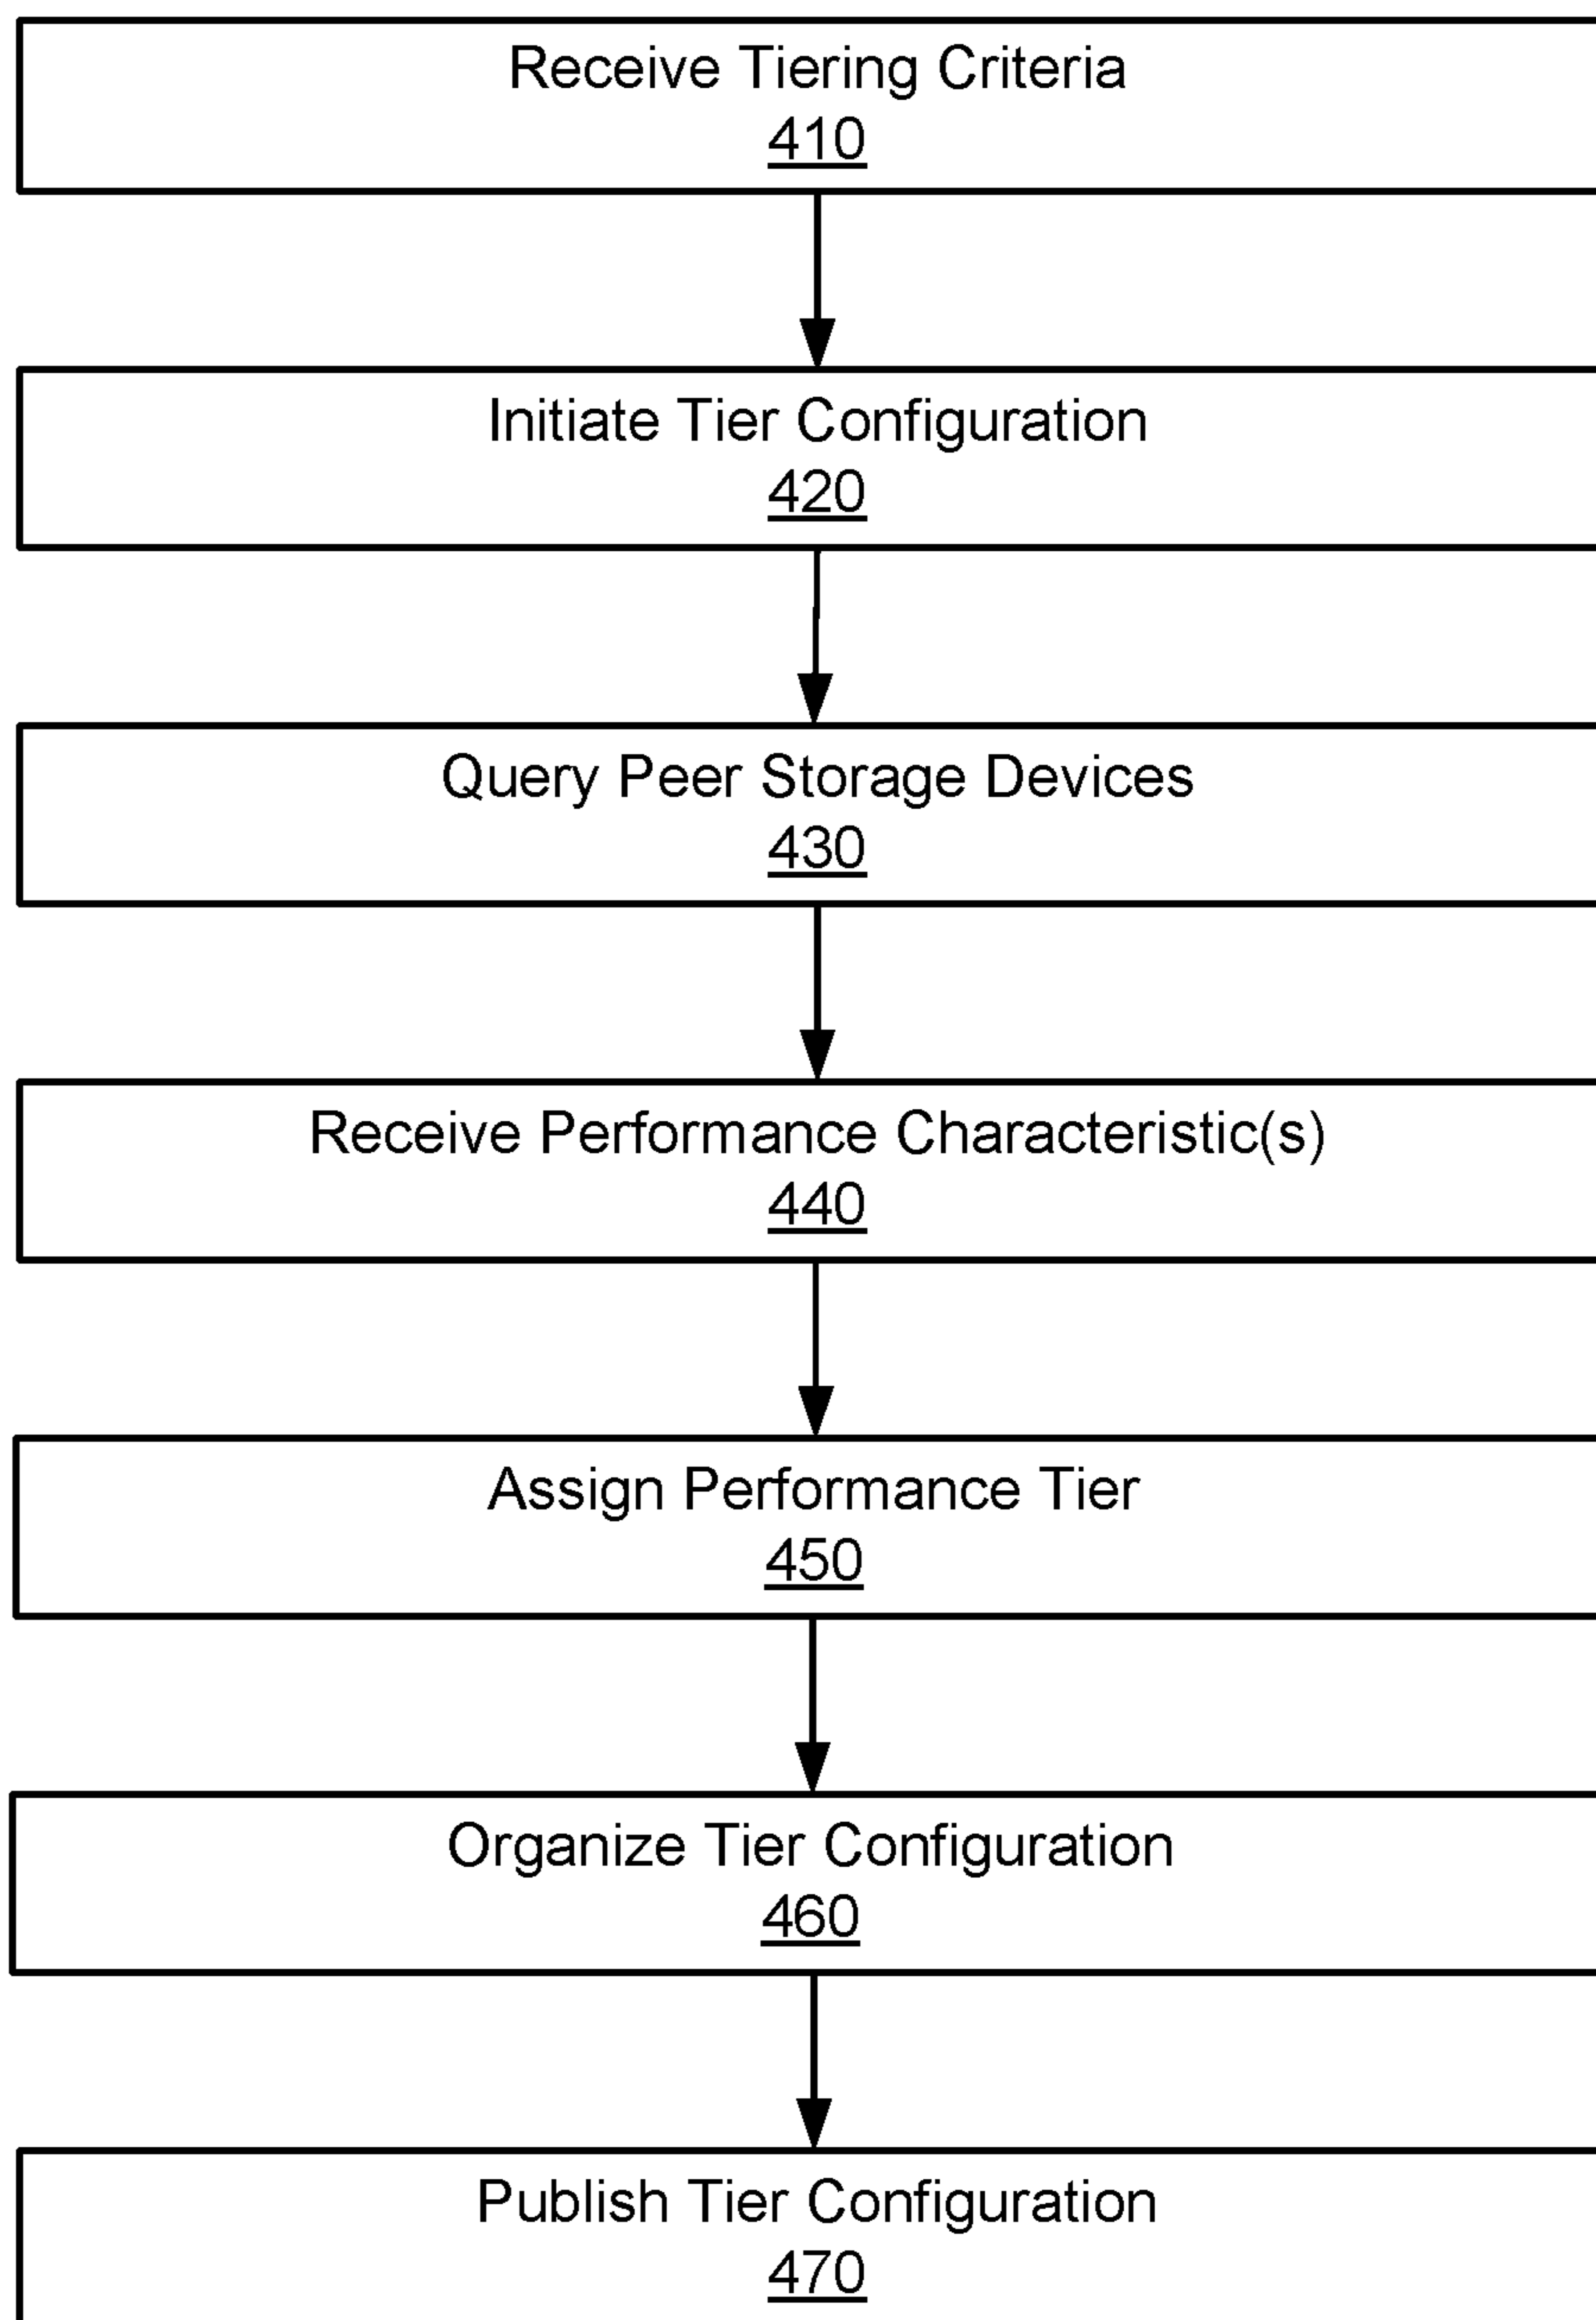 Receive Tiering Criteria
410
Initiate Tier Configuration
420
Query Peer Storage Devices
430
Receive Performance Characteristic(s)
440
Assign Performance Tier
450
Organize Tier Configuration
460
Publish Tier Configuration
470